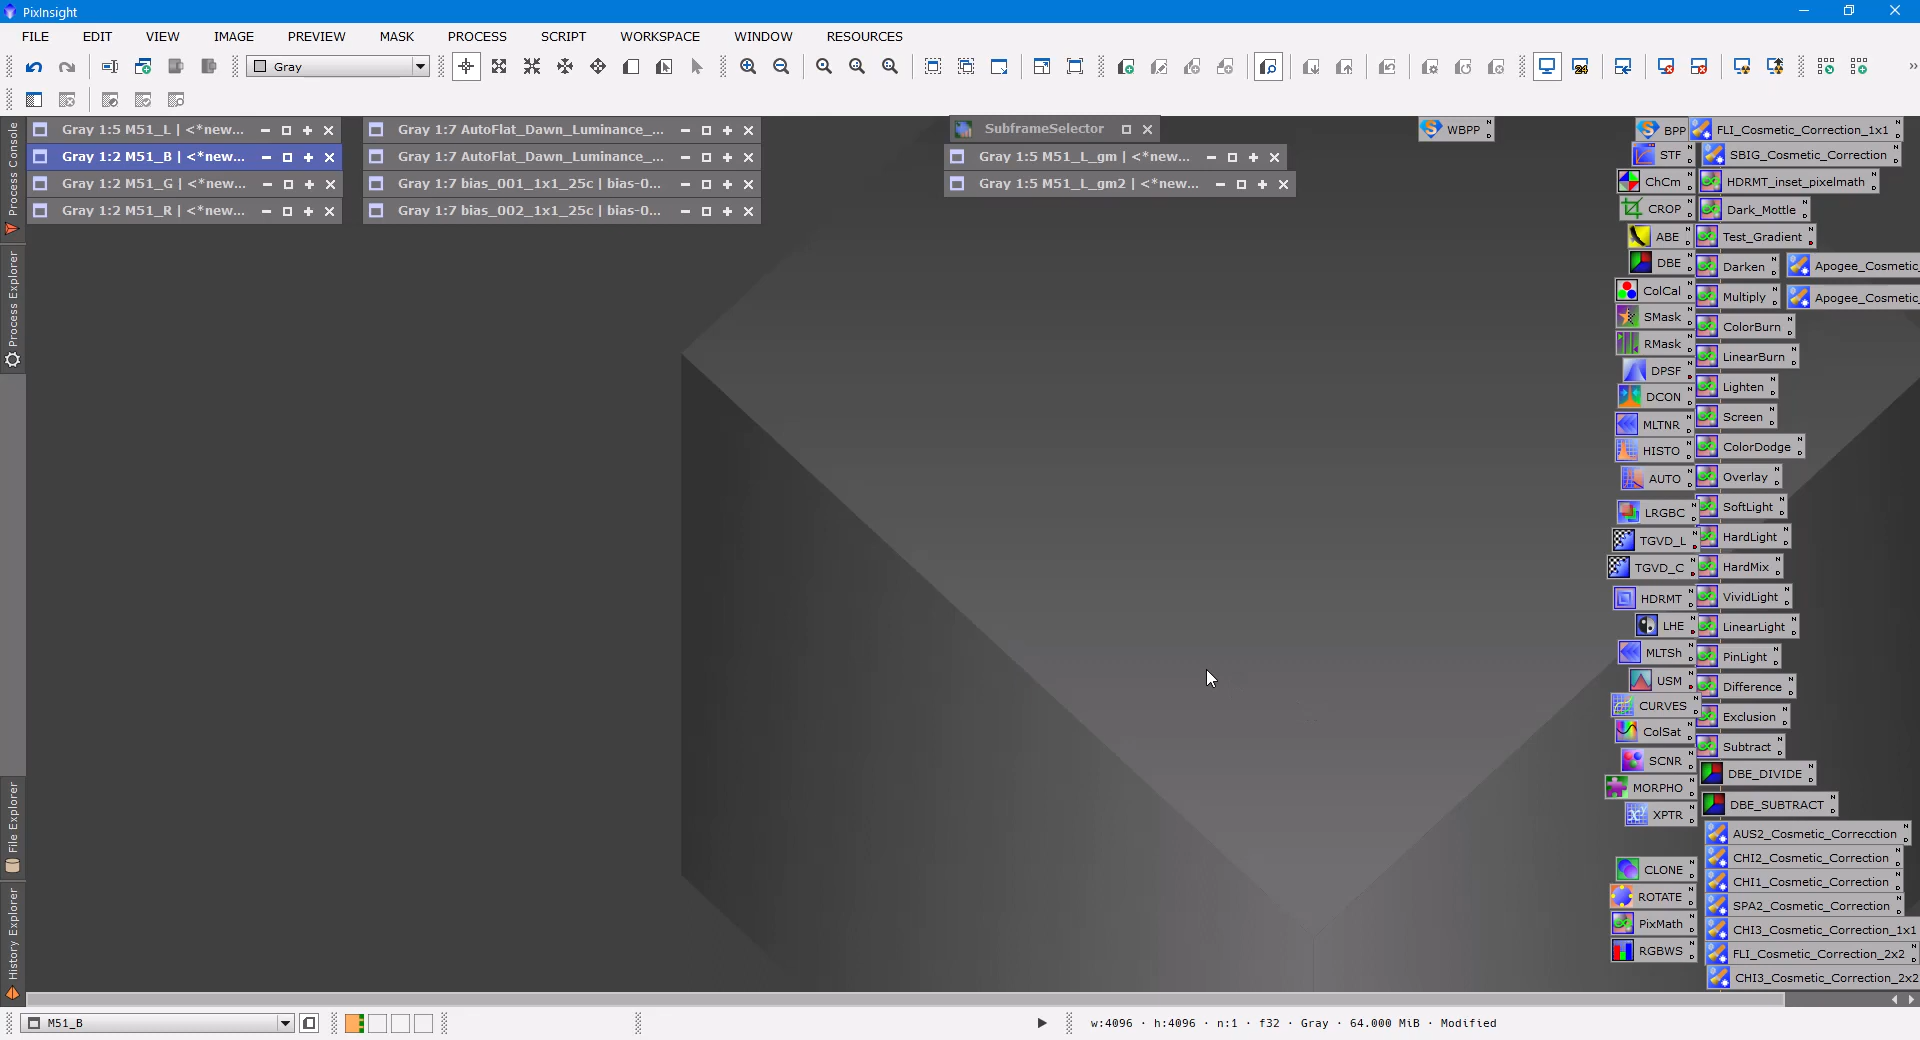 PixInsight
FILE EDIT VIEW IMAGE PREVIEW MASK PROCESS SCRIPT WORKSPACE WINDOW RESOURCES
Gray
24
Process Console
Process Explorer
File Explorer
History Explorer
Gray 1:5 M51_L | <*new...
Gray 1:2 M51_B | <*new...
Gray 1:2 M51_G | <*new...
Gray 1:2 M51_R | <*new...
Gray 1:7 AutoFlat_Dawn_Luminance_...
Gray 1:7 AutoFlat_Dawn_Luminance_...
Gray 1:7 bias_001_1x1_25c | bias-0...
Gray 1:7 bias_002_1x1_25c | bias-0...
SubframeSelector
Gray 1:5 M51_L_gm | <*new...
Gray 1:5 M51_L_gm2 | <*new...
WBPP
BPP
STF
ChCm
CROP
ABE
DBE
ColCal
SMask
RMask
DPSF
DCON
MLTNR
HISTO
AUTO
LRGBC
TGVD_L
TGVD_C
HDRMT
LHE
MLTSh
USM
CURVES
ColSat
SCNR
MORPHO
XPTR
CLONE
ROTATE
PixMath
RGBWS
FLI_Cosmetic_Correction_1x1
SBIG_Cosmetic_Correction
HDRMT_inset_pixelmath
Dark_Mottle
Test_Gradient
Darken
Apogee_Cosmetic_
Multiply
Apogee_Cosmetic_
ColorBurn
LinearBurn
Lighten
Screen
ColorDodge
Overlay
SoftLight
HardLight
HardMix
VividLight
LinearLight
PinLight
Difference
Exclusion
Subtract
DBE_DIVIDE
DBE_SUBTRACT
AUS2_Cosmetic_Correcction
CHI2_Cosmetic_Correction
CHI1_Cosmetic_Correction
SPA2_Cosmetic_Correction
CHI3_Cosmetic_Correction_1x1
FLI_Cosmetic_Correction_2x2
CHI3_Cosmetic_Correction_2x2
M51_B
w:4096 · h:4096 · n:1 · f32 · Gray · 64.000 MiB · Modified